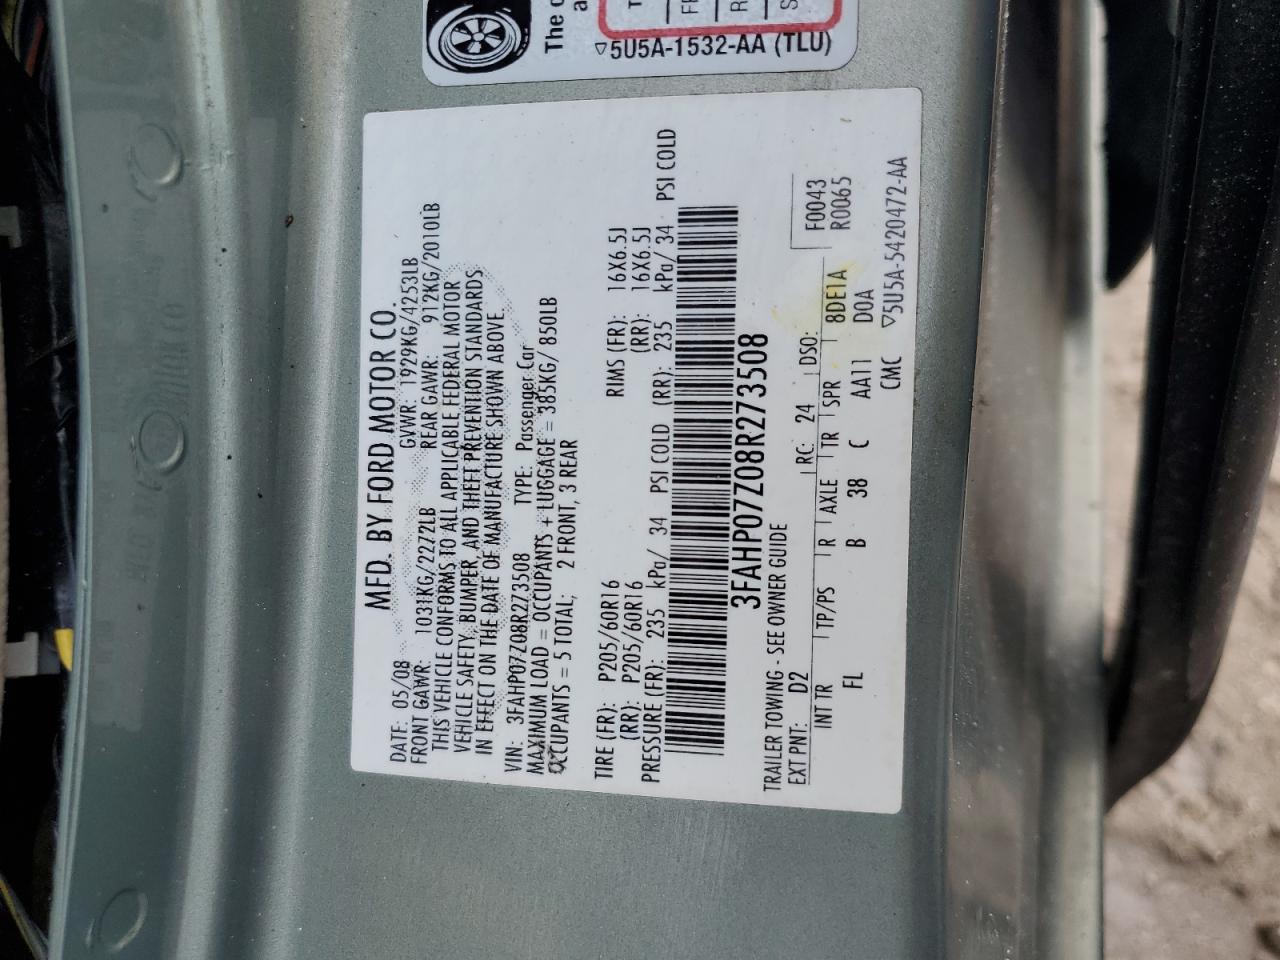 The
a
5U5A-1532-AA (TLU)
MFD. BY FORD MOTOR CO.
DATE: 05/08 GVWR: 1929KG/4253LB
FRONT GAWR: 1031KG/2272LB REAR GAWR: 912KG/2010LB
THIS VEHICLE CONFORMS TO ALL APPLICABLE FEDERAL MOTOR
VEHICLE SAFETY, BUMPER, AND THEFT PREVENTION STANDARDS
IN EFFECT ON THE DATE OF MANUFACTURE SHOWN ABOVE.
VIN: 3FAHP07Z08R273508 TYPE: Passenger Car
MAXIMUM LOAD = OCCUPANTS + LUGGAGE = 385KG/ 850LB
OCCUPANTS = 5 TOTAL; 2 FRONT, 3 REAR
TIRE (FR): P205/60R16 RIMS (FR): 16X6.5J
(RR): P205/60R16 (RR): 16X6.5J
PRESSURE (FR): 235 kPa/ 34 PSI COLD (RR): 235 kPa/ 34 PSI COLD
3FAHP07Z08R273508
TRAILER TOWING - SEE OWNER GUIDE
EXT PNT: D2 RC: 24 DSO: F0043
R0065
INT TR TP/PS R AXLE TR SPR 8DE1A
FL B 38 C AA11 DOA
CMC 5U5A-5420472-AA